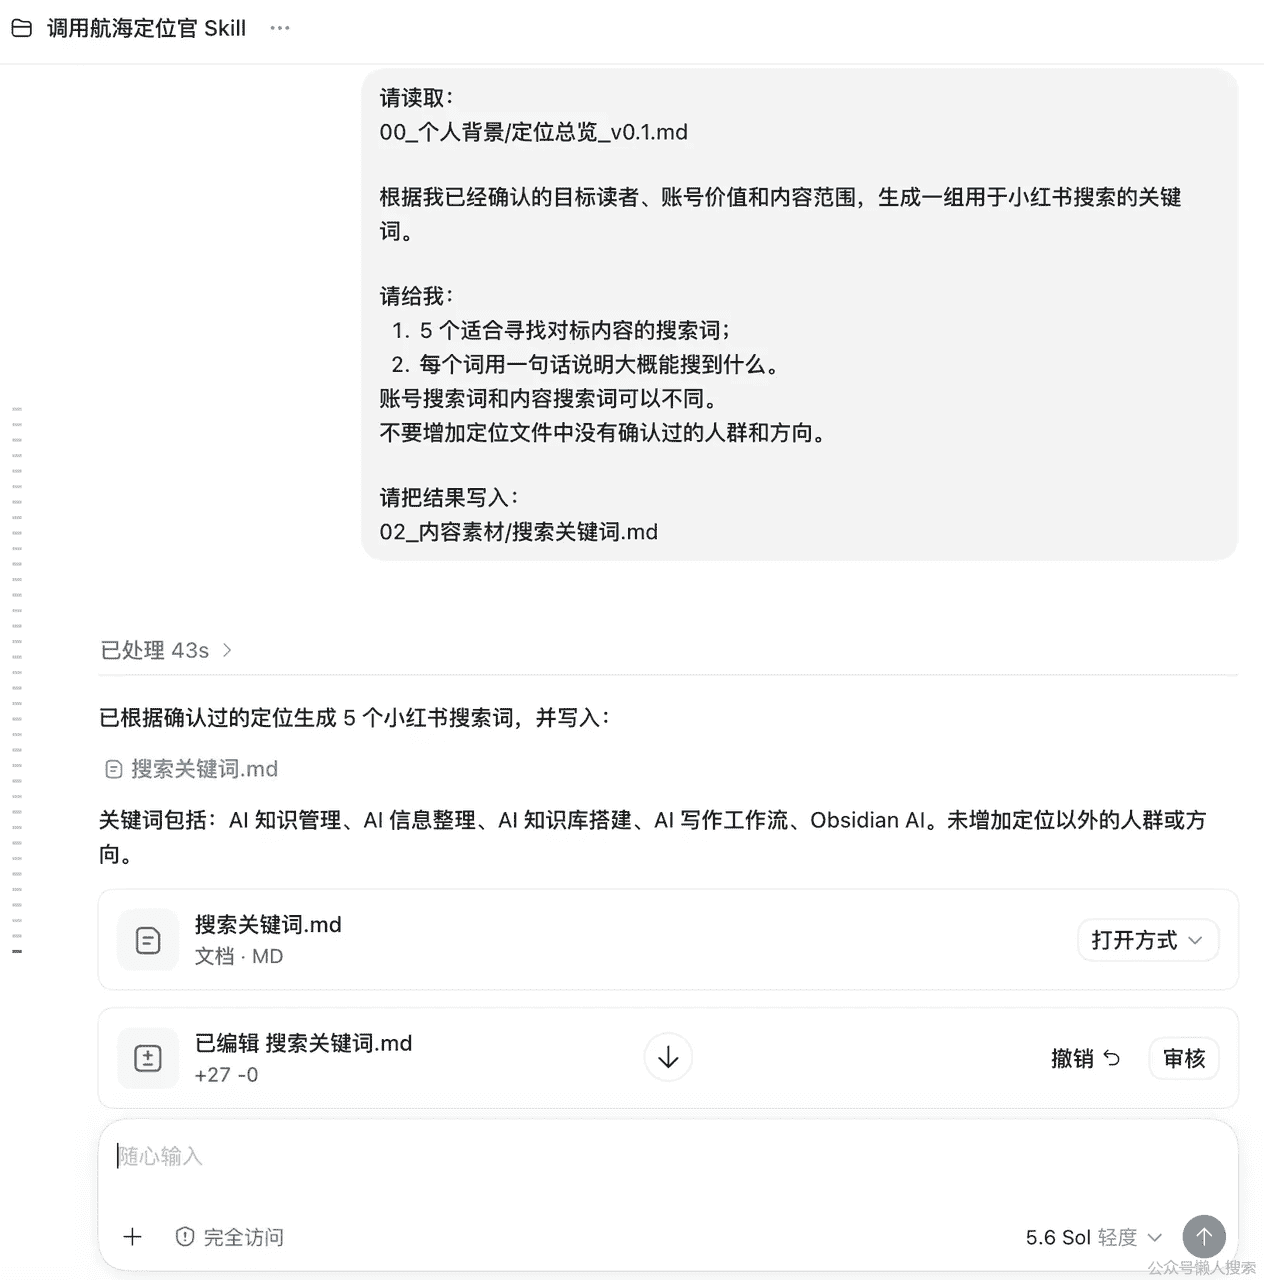 调用航海定位官 Skill ···
请读取：
00_个人背景/定位总览_v0.1.md
根据我已经确认的目标读者、账号价值和内容范围，生成一组用于小红书搜索的关键
词。
请给我：
1. 5 个适合寻找对标内容的搜索词；
2. 每个词用一句话说明大概能搜到什么。
账号搜索词和内容搜索词可以不同。
不要增加定位文件中没有确认过的人群和方向。
请把结果写入：
02_内容素材/搜索关键词.md
已处理 43s
已根据确认过的定位生成 5 个小红书搜索词，并写入：
搜索关键词.md
关键词包括：AI 知识管理、AI 信息整理、AI 知识库搭建、AI 写作工作流、Obsidian AI。未增加定位以外的人群或方
向。
搜索关键词.md
文档 · MD
打开方式
已编辑 搜索关键词.md
+27 -0
撤销
审核
随心输入
完全访问
5.6 Sol 轻度
公众号懒人搜索